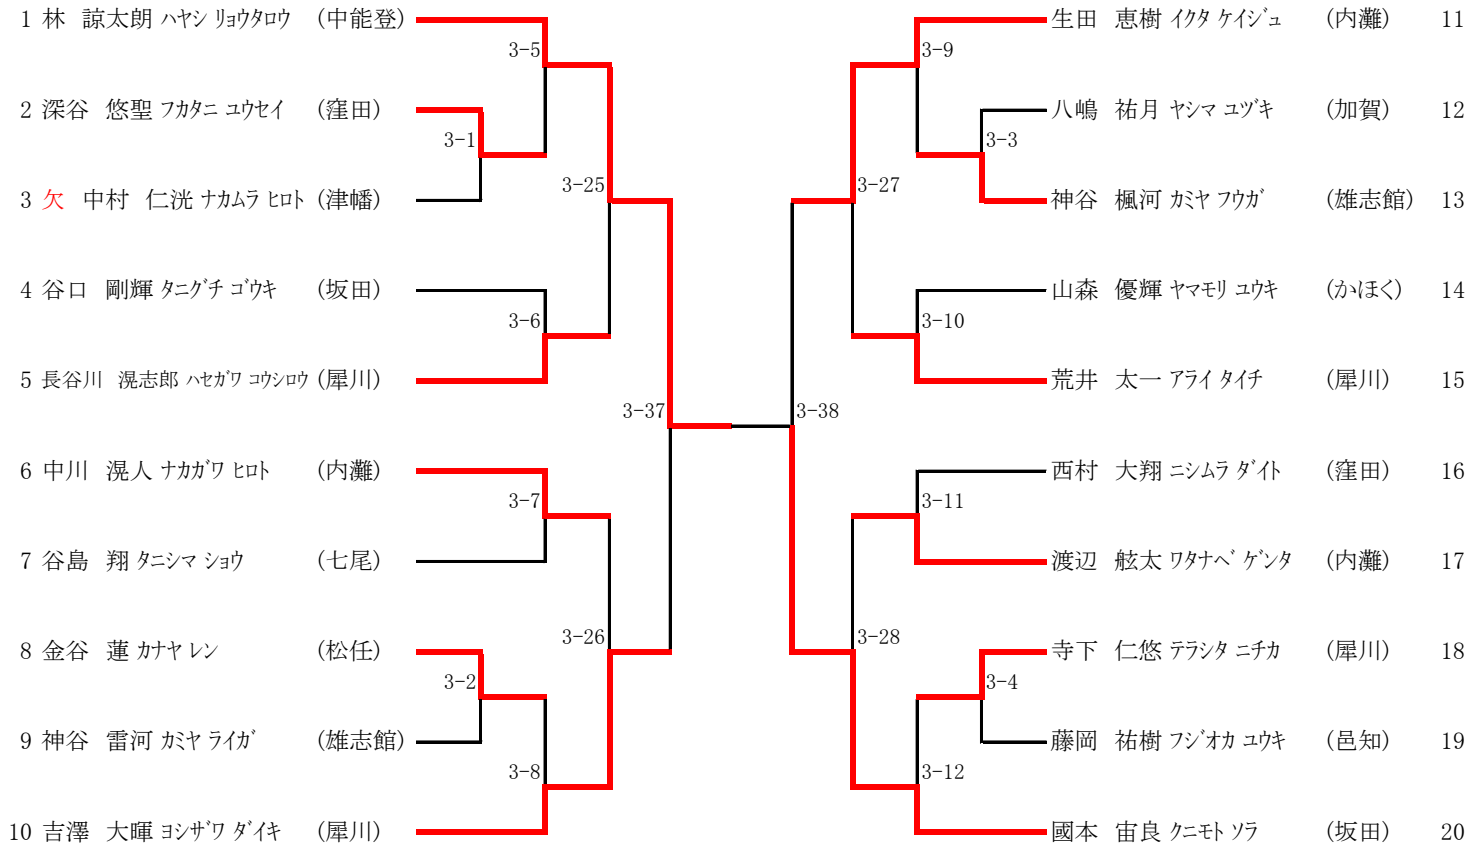 1 林 諒太朗 ハヤシ リョウタロウ (中能登)
3-5
2 深谷 悠聖 フカタニ ユウセイ (窪田)
3-1
3 欠 中村 仁洸 ナカムラ ヒロト (津幡)
3-25
4 谷口 剛輝 タニグチ ゴウキ (坂田)
3-6
5 長谷川 滉志郎 ハセガワ コウシロウ (犀川)
3-37
6 中川 滉人 ナカガワ ヒロト (内灘)
3-7
7 谷島 翔 タニシマ ショウ (七尾)
3-26
8 金谷 蓮 カナヤ レン (松任)
3-2
9 神谷 雷河 カミヤ ライガ (雄志館)
3-8
10 吉澤 大暉 ヨシザワ ダイキ (犀川)
生田 恵樹 イクタ ケイジュ (内灘) 11
3-9
八嶋 祐月 ヤシマ ユヅキ (加賀) 12
3-3
神谷 楓河 カミヤ フウガ (雄志館) 13
3-27
山森 優輝 ヤマモリ ユウキ (かほく) 14
3-10
荒井 太一 アライ タイチ (犀川) 15
3-38
西村 大翔 ニシムラ ダイト (窪田) 16
3-11
渡辺 舷太 ワタナベ ゲンタ (内灘) 17
3-28
寺下 仁悠 テラシタ ニチカ (犀川) 18
3-4
藤岡 祐樹 フジオカ ユウキ (邑知) 19
3-12
國本 宙良 クニモト ソラ (坂田) 20